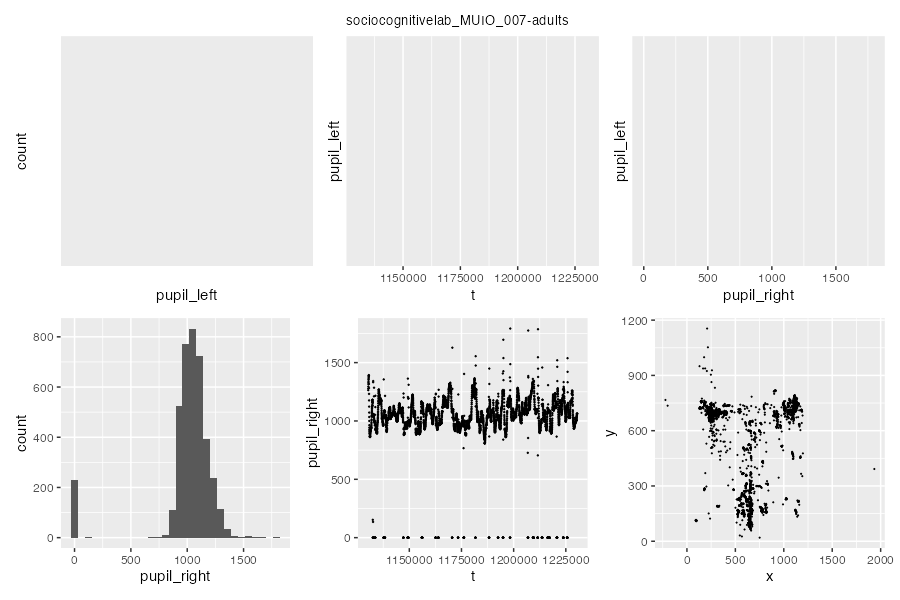 sociocognitivelab_MUIO_007-adults
count
pupil_left
pupil_left
1150000 1175000 1200000 1225000
t
pupil_left
0 500 1000 1500
pupil_right
count
800
600
400
200
0
0 500 1000 1500
pupil_right
pupil_right
1500
1000
500
0
1150000 1175000 1200000 1225000
t
y
1200
900
600
300
0
0 500 1000 1500 2000
x